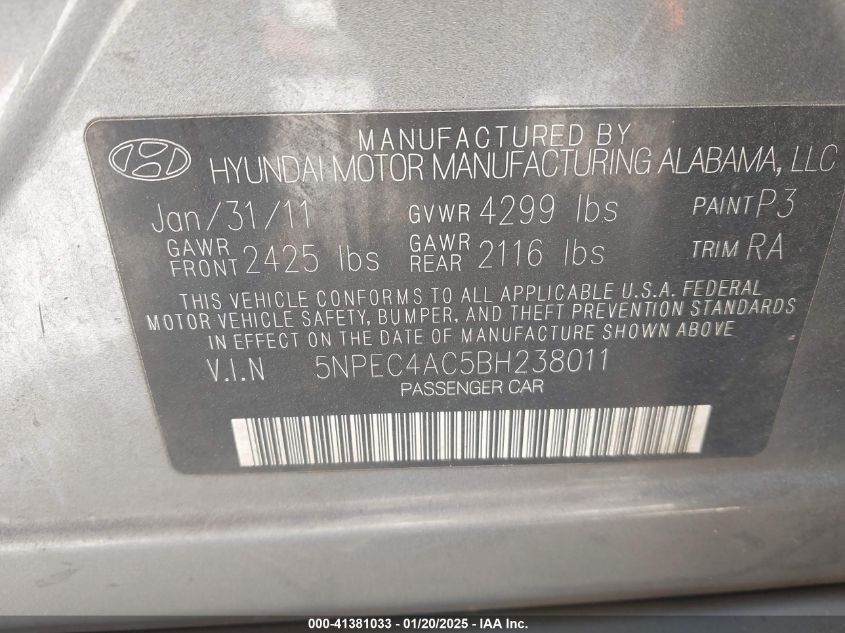 MANUFACTURED BY
HYUNDAI MOTOR MANUFACTURING ALABAMA, LLC
Jan/31/11 GVWR 4299 lbs PAINT P3
GAWR FRONT 2425 lbs GAWR REAR 2116 lbs TRIM RA
THIS VEHICLE CONFORMS TO ALL APPLICABLE U.S.A. FEDERAL
MOTOR VEHICLE SAFETY, BUMPER, AND THEFT PREVENTION STANDARDS
IN EFFECT ON THE DATE OF MANUFACTURE SHOWN ABOVE
V.I.N 5NPEC4AC5BH238011
PASSENGER CAR
000-41381033 - 01/20/2025 - IAA Inc.